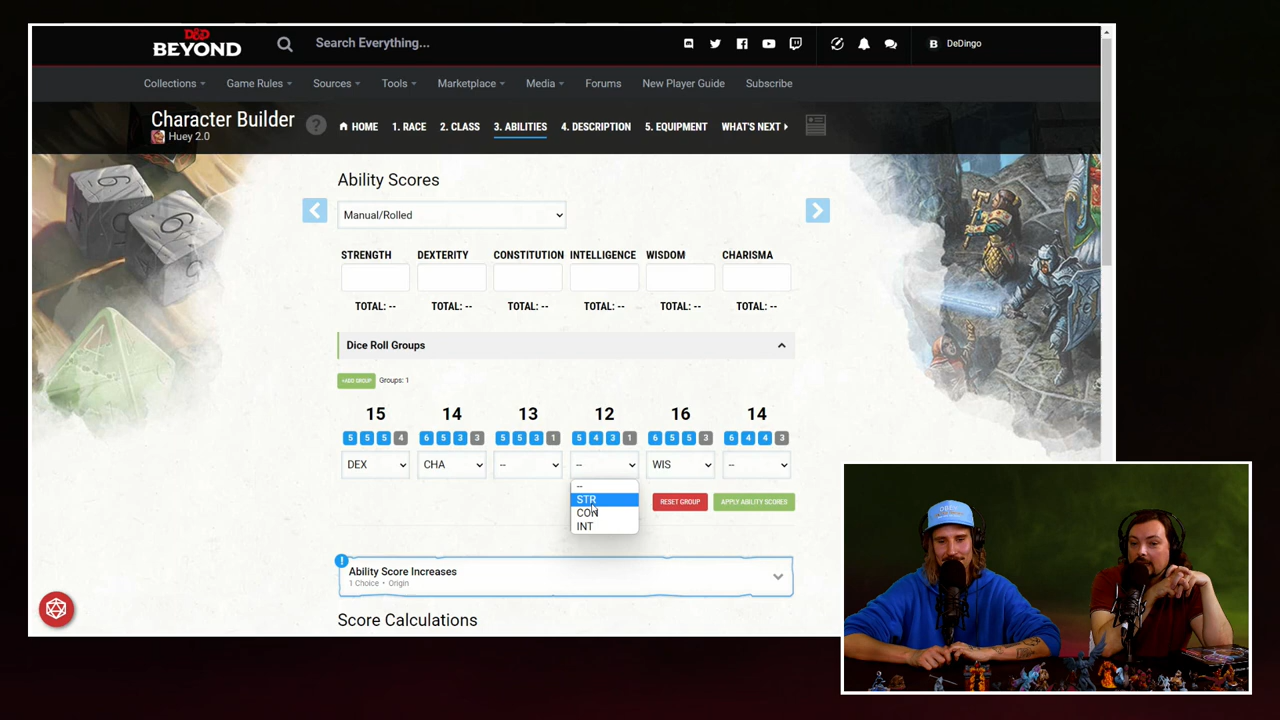 D&D
BEYOND
Search Everything...
B DeDingo
Collections Game Rules Sources Tools Marketplace Media Forums New Player Guide Subscribe
Character Builder
Huey 2.0
?
HOME 1. RACE 2. CLASS 3. ABILITIES 4. DESCRIPTION 5. EQUIPMENT WHAT'S NEXT
Ability Scores
Manual/Rolled
STRENGTH DEXTERITY CONSTITUTION INTELLIGENCE WISDOM CHARISMA
TOTAL: -- TOTAL: -- TOTAL: -- TOTAL: -- TOTAL: -- TOTAL: --
Dice Roll Groups
+ADD GROUP Groups: 1
15 14 13 12 16 14
5 5 5 4 6 5 3 3 5 5 3 1 5 4 3 1 6 5 5 3 6 4 4 3
DEX CHA -- -- WIS --
--
STR
CON
INT
RESET GROUP APPLY ABILITY SCORES
!
Ability Score Increases
1 Choice • Origin
Score Calculations